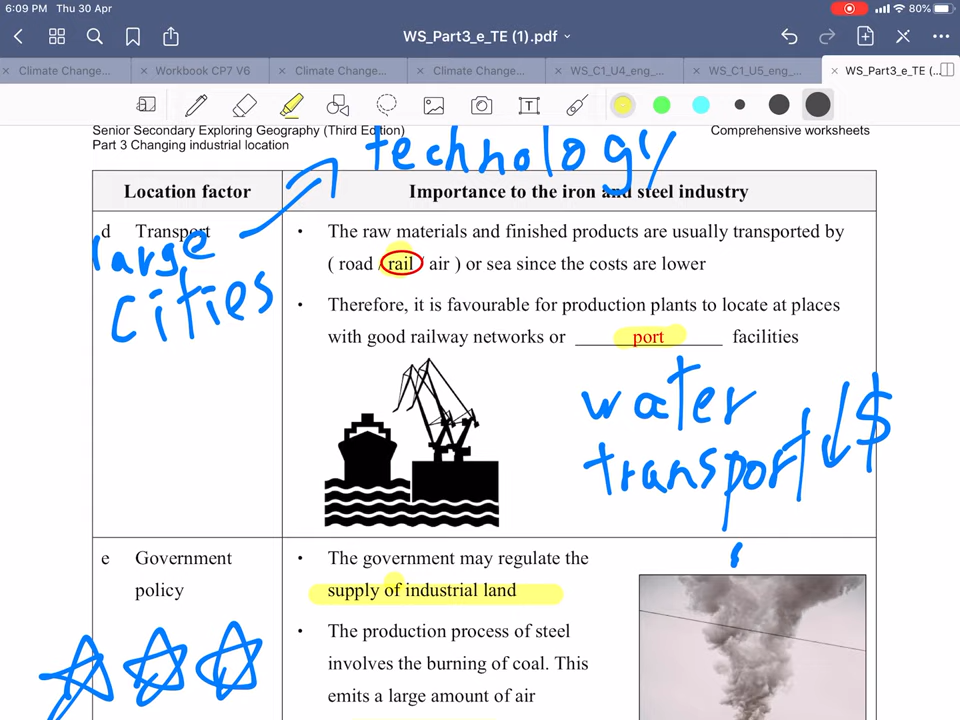 6:09 PM Thu 30 Apr
80%
WS_Part3_e_TE (1).pdf
Climate Change...
Workbook CP7 V6
Climate Change...
Climate Change...
WS_C1_U4_eng_...
WS_C1_U5_eng_...
WS_Part3_e_TE (...
T
Senior Secondary Exploring Geography (Third Edition)
Comprehensive worksheets
Part 3 Changing industrial location
technology
Location factor
Importance to the iron and steel industry
d Transport
large
cities
• The raw materials and finished products are usually transported by
( road / rail / air ) or sea since the costs are lower
• Therefore, it is favourable for production plants to locate at places
with good railway networks or port facilities
water
transport ↓$
e Government
policy
• The government may regulate the
supply of industrial land
• The production process of steel
involves the burning of coal. This
emits a large amount of air